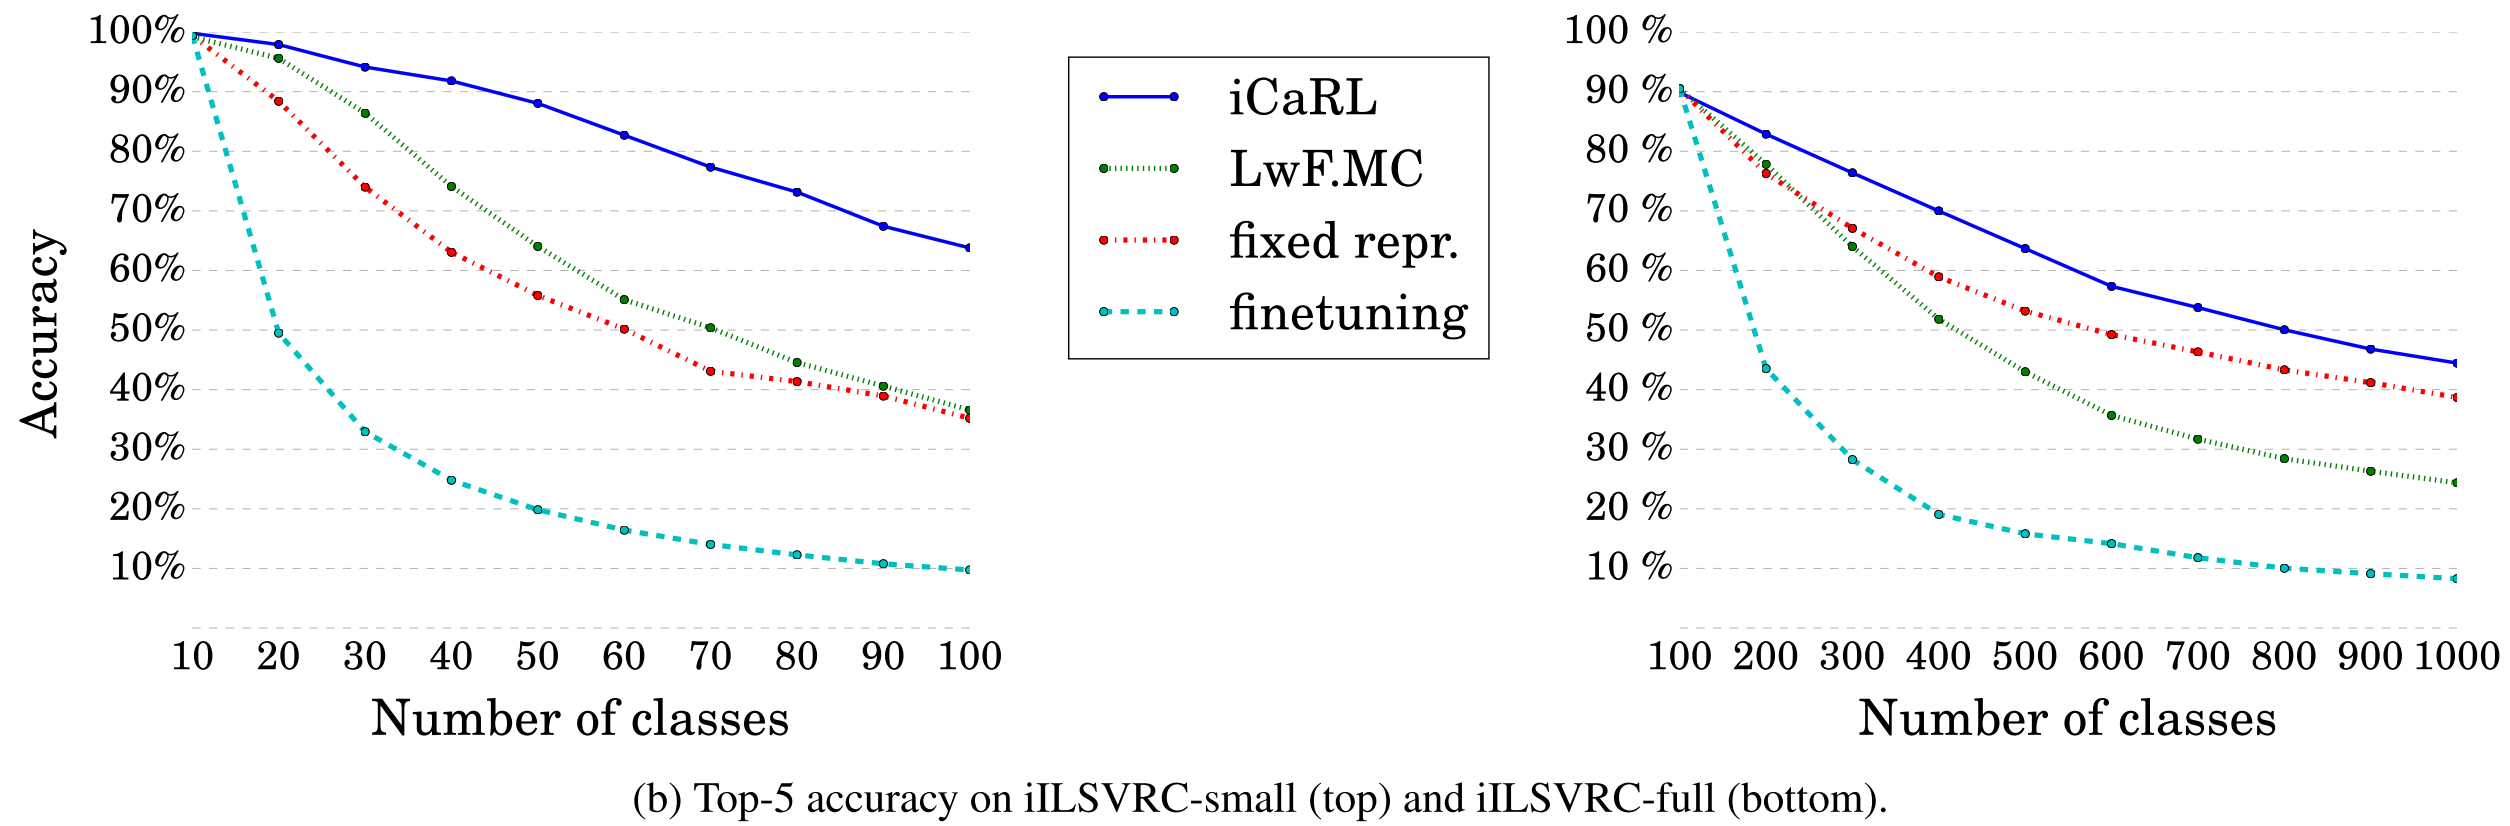 Accuracy
100%
90%
80%
70%
60%
50%
40%
30%
20%
10%
10 20 30 40 50 60 70 80 90 100
Number of classes
iCaRL
LwF.MC
fixed repr.
finetuning
100 %
90 %
80 %
70 %
60 %
50 %
40 %
30 %
20 %
10 %
100 200 300 400 500 600 700 800 900 1000
Number of classes
(b) Top-5 accuracy on iILSVRC-small (top) and iILSVRC-full (bottom).